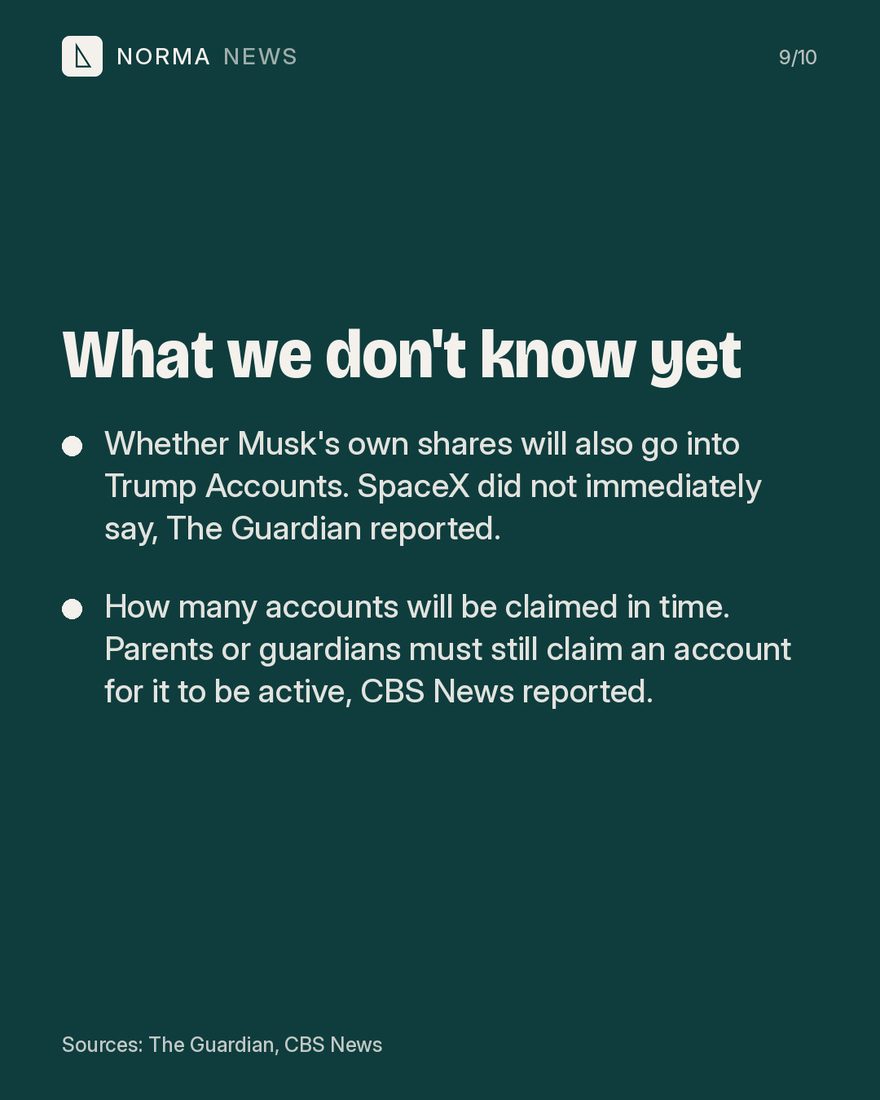 NORMA NEWS
9/10
What we don't know yet
Whether Musk's own shares will also go into
Trump Accounts. SpaceX did not immediately
say, The Guardian reported.
How many accounts will be claimed in time.
Parents or guardians must still claim an account
for it to be active, CBS News reported.
Sources: The Guardian, CBS News